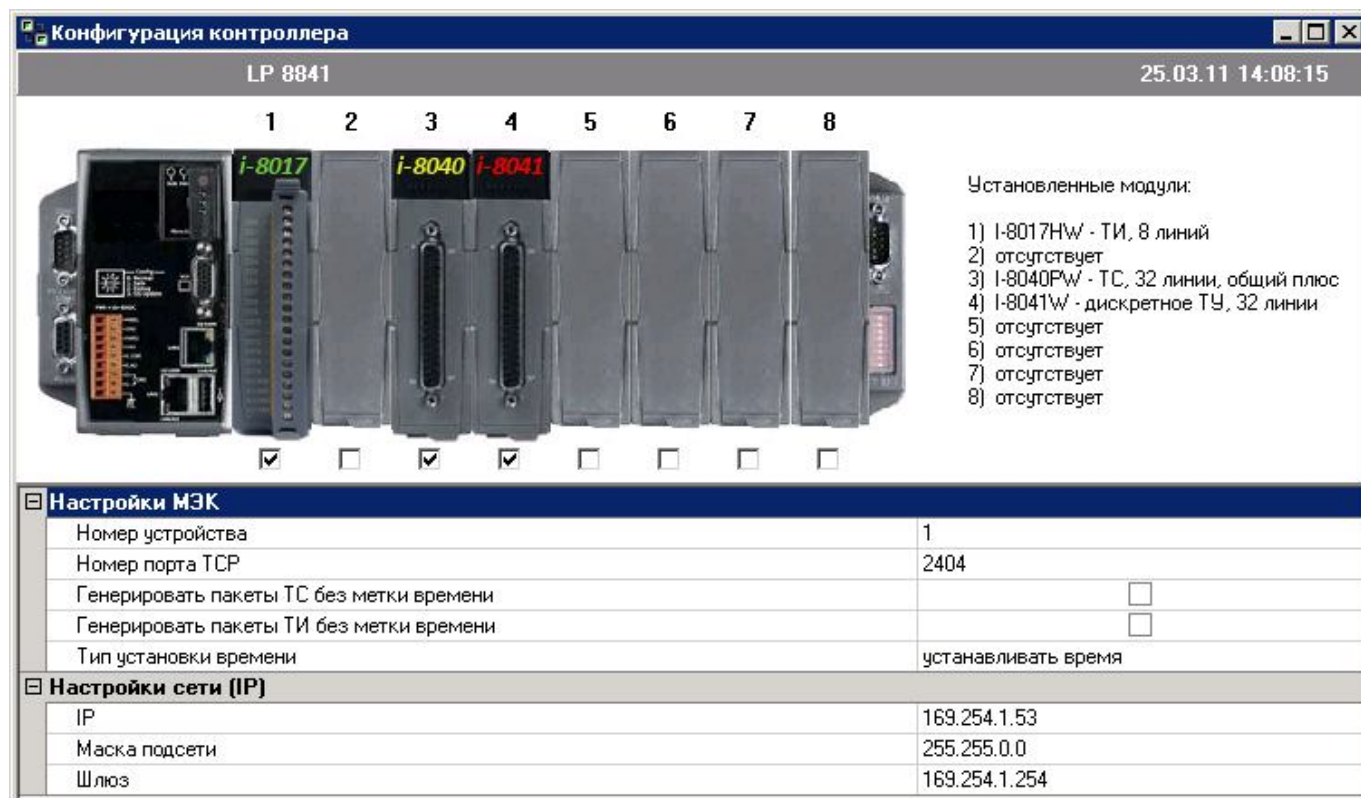 Конфигурация контроллера
LP 8841 25.03.11 14:08:15
1 2 3 4 5 6 7 8
i-8017 i-8040 i-8041
Установленные модули:
1) I-8017HW - ТИ, 8 линий
2) отсутствует
3) I-8040PW - ТС, 32 линии, общий плюс
4) I-8041W - дискретное ТУ, 32 линии
5) отсутствует
6) отсутствует
7) отсутствует
8) отсутствует
Настройки МЭК
Номер устройства 1
Номер порта TCP 2404
Генерировать пакеты ТС без метки времени
Генерировать пакеты ТИ без метки времени
Тип установки времени устанавливать время
Настройки сети (IP)
IP 169.254.1.53
Маска подсети 255.255.0.0
Шлюз 169.254.1.254